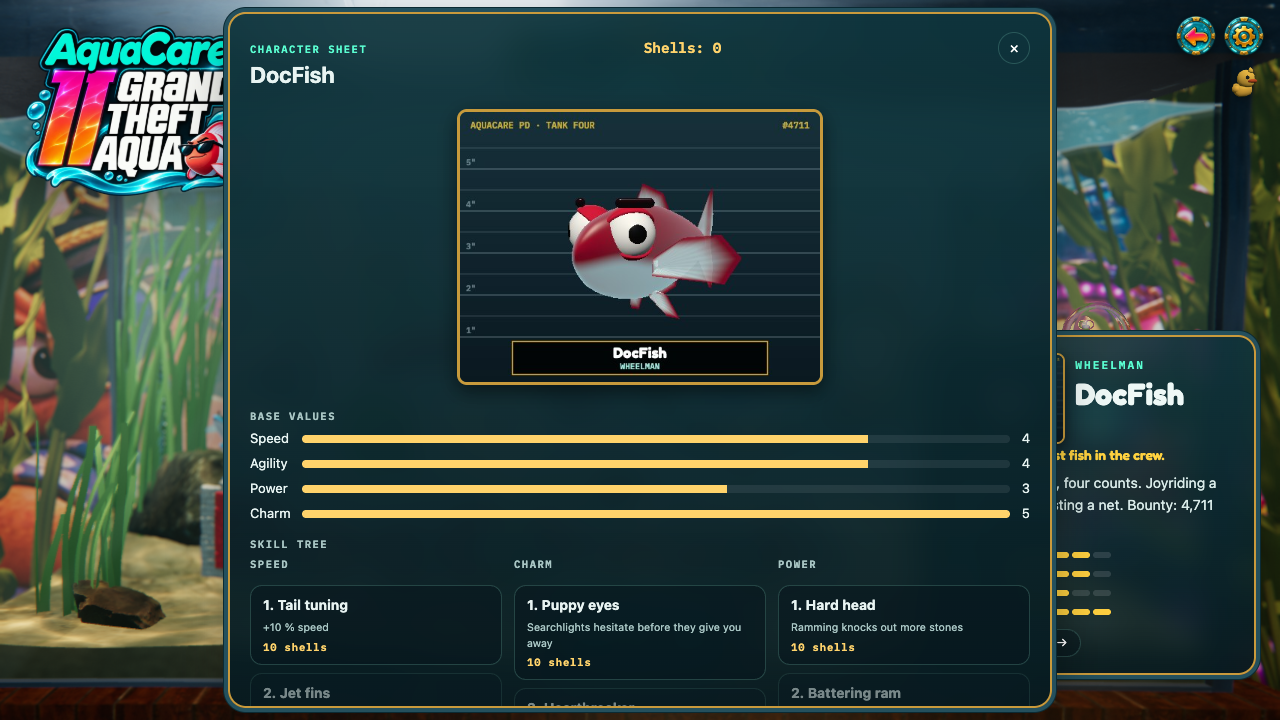 AquaCare
II GRAND
THEFT
AQUA
CHARACTER SHEET
DocFish
Shells: 0
×
AQUACARE PD · TANK FOUR
#4711
5"
4"
3"
2"
1"
DocFish
WHEELMAN
BASE VALUES
Speed 4
Agility 4
Power 3
Charm 5
SKILL TREE
SPEED
1. Tail tuning
+10 % speed
10 shells
2. Jet fins
CHARM
1. Puppy eyes
Searchlights hesitate before they give you
away
10 shells
POWER
1. Hard head
Ramming knocks out more stones
10 shells
2. Battering ram
WHEELMAN
DocFish
fish in the crew.
, four counts. Joyriding a
a net. Bounty: 4,711
→